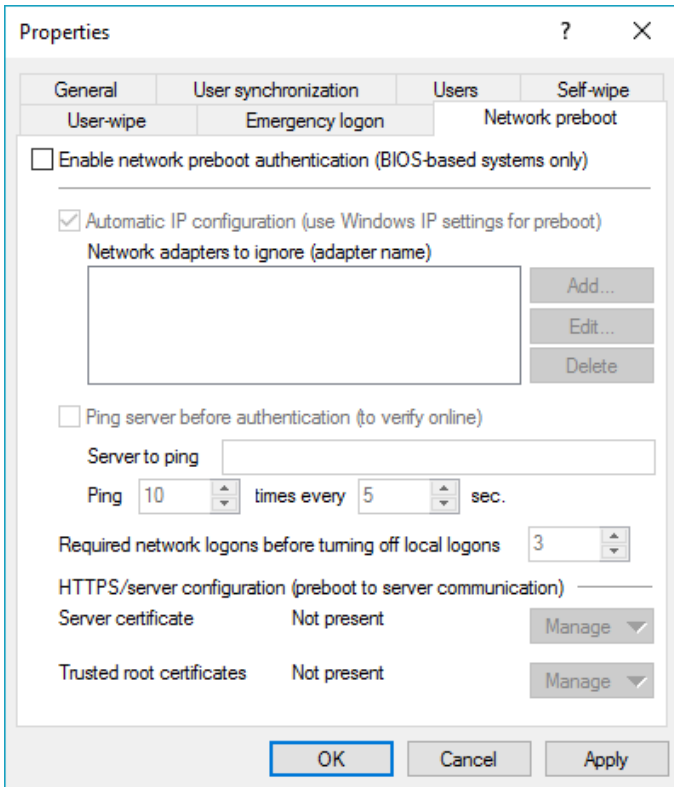 Properties ?
General User synchronization Users Self-wipe
User-wipe Emergency logon Network preboot
Enable network preboot authentication (BIOS-based systems only)
Automatic IP configuration (use Windows IP settings for preboot)
Network adapters to ignore (adapter name)
Add...
Edit...
Delete
Ping server before authentication (to verify online)
Server to ping
Ping 10 times every 5 sec.
Required network logons before turning off local logons 3
HTTPS/server configuration (preboot to server communication)
Server certificate Not present Manage
Trusted root certificates Not present Manage
OK Cancel Apply